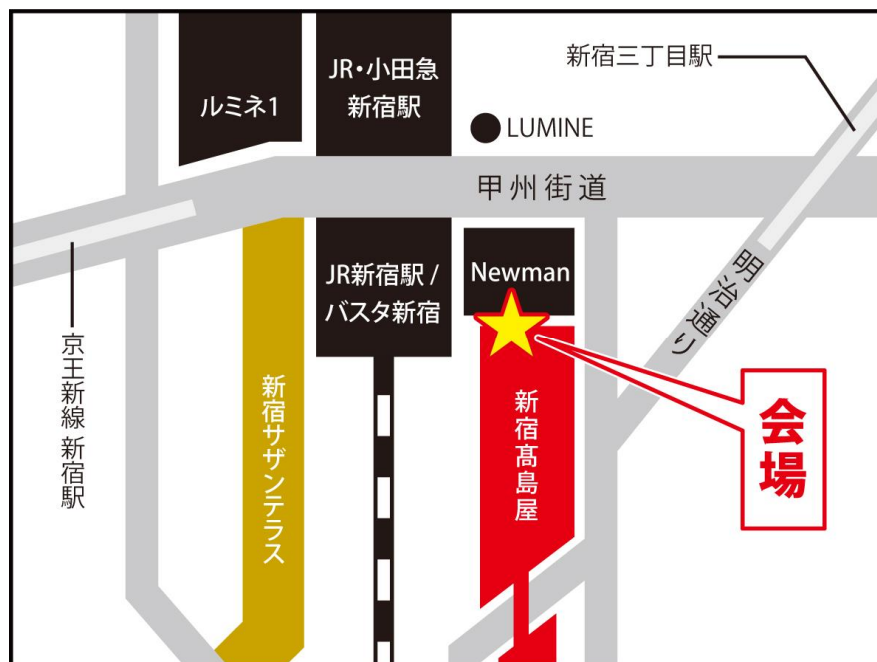 ルミネ1
JR・小田急
新宿駅
LUMINE
新宿三丁目駅
甲州街道
JR新宿駅 /
バスタ新宿
Newman
明治通り
京王新線 新宿駅
新宿サザンテラス
新宿髙島屋
会場